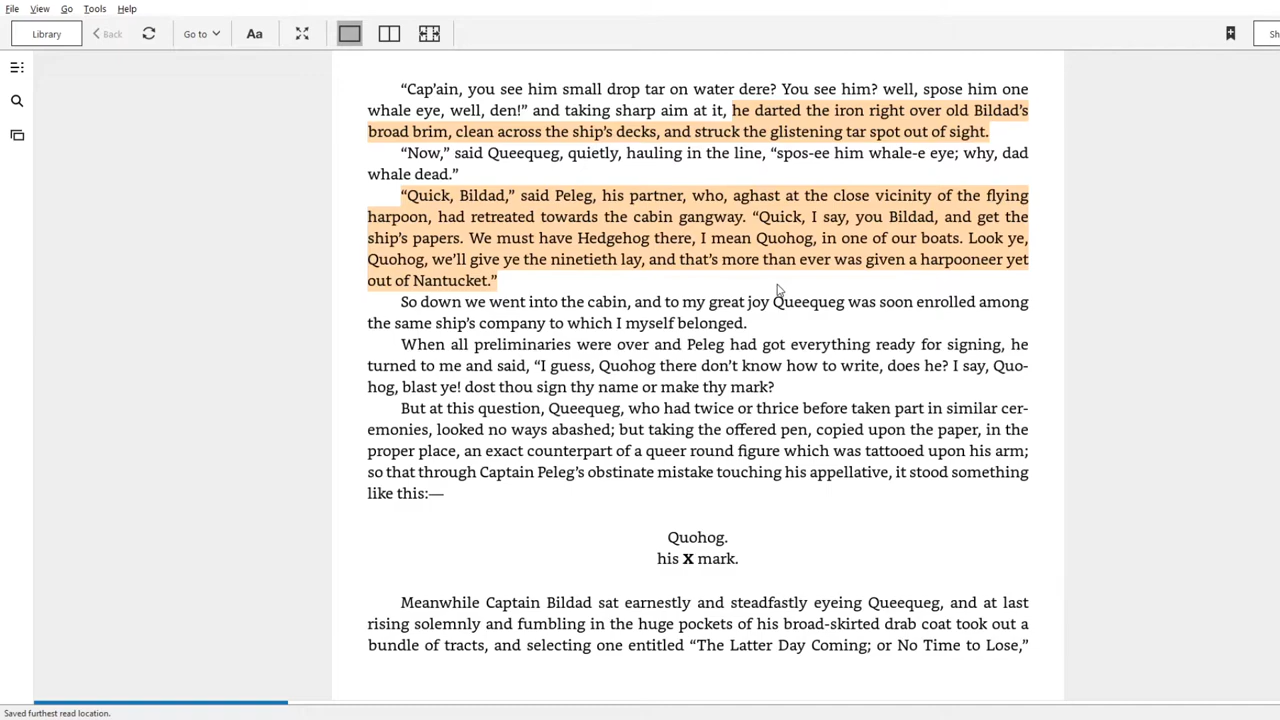 File View Go Tools Help
Library Back Go to Aa
“Cap’ain, you see him small drop tar on water dere? You see him? well, spose him one
whale eye, well, den!” and taking sharp aim at it, he darted the iron right over old Bildad’s
broad brim, clean across the ship’s decks, and struck the glistening tar spot out of sight.
“Now,” said Queequeg, quietly, hauling in the line, “spos-ee him whale-e eye; why, dad
whale dead.”
“Quick, Bildad,” said Peleg, his partner, who, aghast at the close vicinity of the flying
harpoon, had retreated towards the cabin gangway. “Quick, I say, you Bildad, and get the
ship’s papers. We must have Hedgehog there, I mean Quohog, in one of our boats. Look ye,
Quohog, we’ll give ye the ninetieth lay, and that’s more than ever was given a harpooneer yet
out of Nantucket.”
So down we went into the cabin, and to my great joy Queequeg was soon enrolled among
the same ship’s company to which I myself belonged.
When all preliminaries were over and Peleg had got everything ready for signing, he
turned to me and said, “I guess, Quohog there don’t know how to write, does he? I say, Quo-
hog, blast ye! dost thou sign thy name or make thy mark?
But at this question, Queequeg, who had twice or thrice before taken part in similar cer-
emonies, looked no ways abashed; but taking the offered pen, copied upon the paper, in the
proper place, an exact counterpart of a queer round figure which was tattooed upon his arm;
so that through Captain Peleg’s obstinate mistake touching his appellative, it stood something
like this:—
Quohog.
his X mark.
Meanwhile Captain Bildad sat earnestly and steadfastly eyeing Queequeg, and at last
rising solemnly and fumbling in the huge pockets of his broad-skirted drab coat took out a
bundle of tracts, and selecting one entitled “The Latter Day Coming; or No Time to Lose,”
Saved furthest read location.